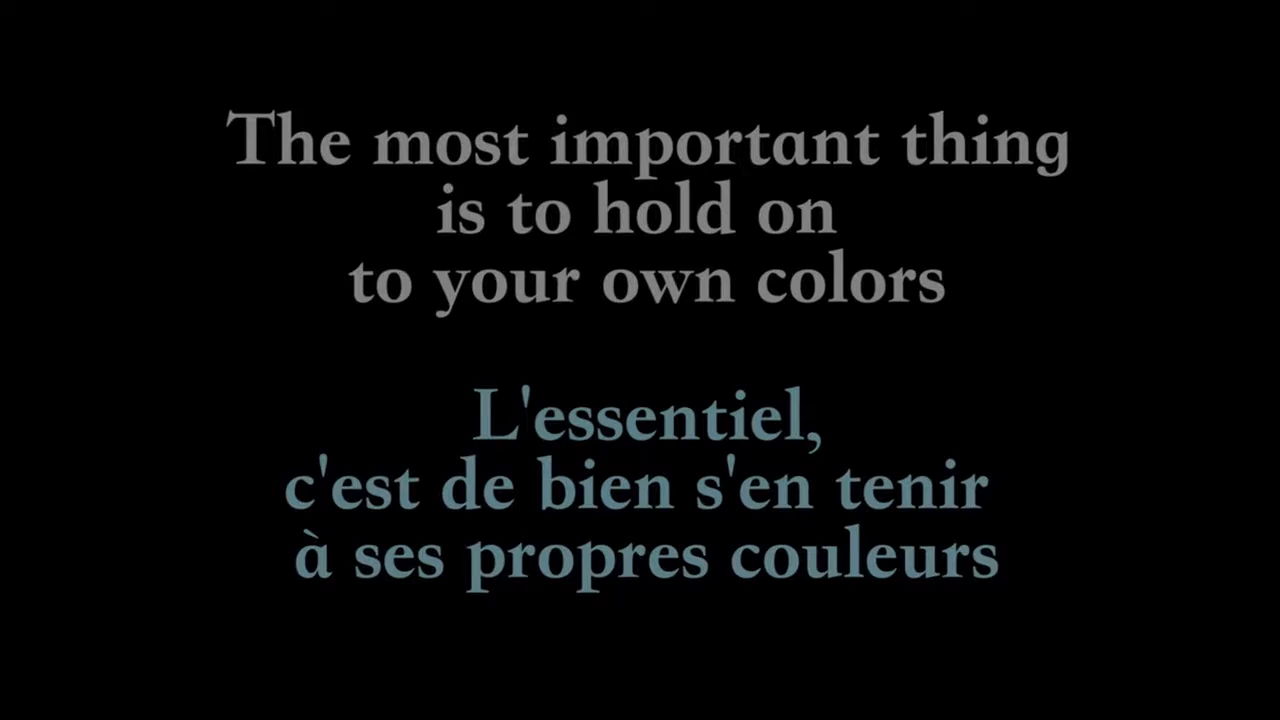 The most important thing
is to hold on
to your own colors
L'essentiel,
c'est de bien s'en tenir
à ses propres couleurs